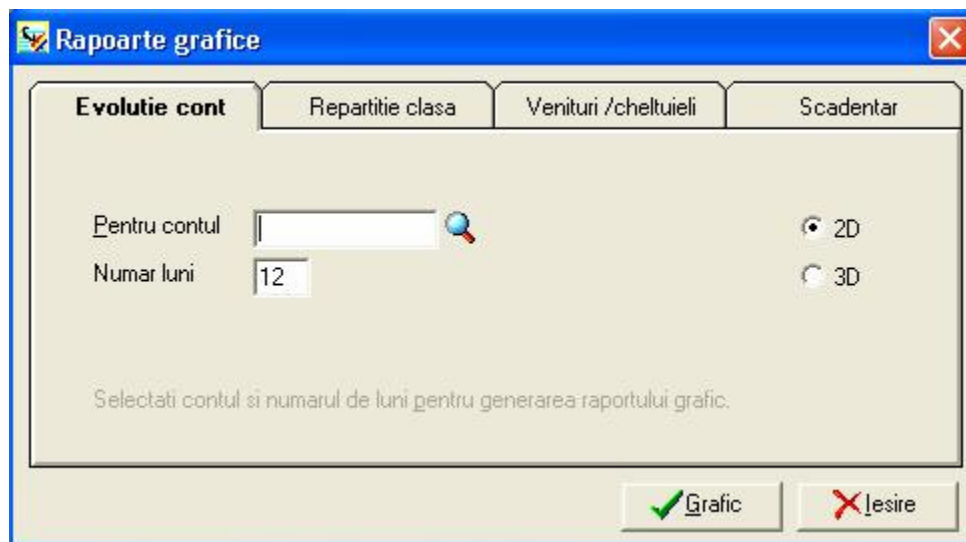 Rapoarte grafice
Evolutie cont Repartitie clasa Venituri /cheltuieli Scadentar
Pentru contul 2D
Numar luni 12 3D
Selectati contul si numarul de luni pentru generarea raportului grafic.
Grafic Iesire